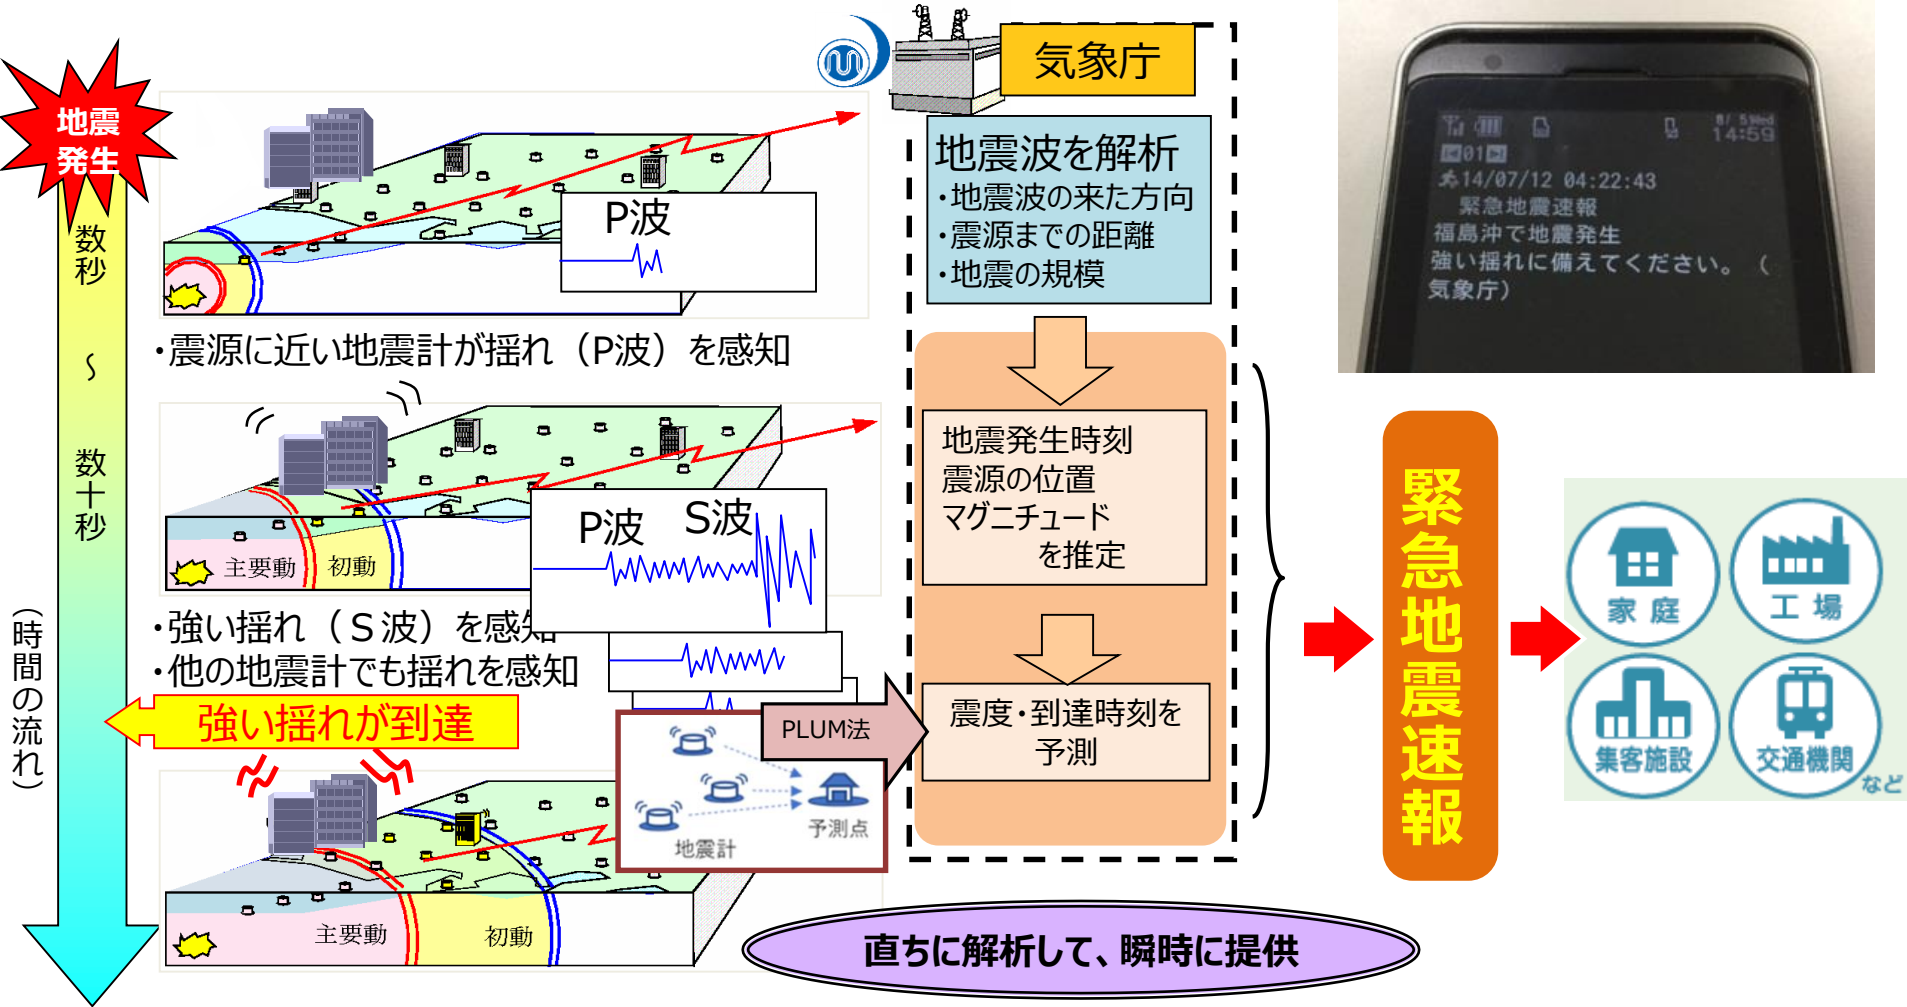 地震
発生
数秒
～
数十秒
（時間の流れ）
P波
・震源に近い地震計が揺れ（P波）を感知
主要動
初動
P波
S波
・強い揺れ（S波）を感知
・他の地震計でも揺れを感知
強い揺れが到達
主要動
初動
地震計
予測点
PLUM法
気象庁
地震波を解析
・地震波の来た方向
・震源までの距離
・地震の規模
地震発生時刻
震源の位置
マグニチュード
を推定
震度・到達時刻を
予測
直ちに解析して、瞬時に提供
8/ 5 Wed
14:59
01
14/07/12 04:22:43
緊急地震速報
福島沖で地震発生
強い揺れに備えてください。（
気象庁）
緊急地震速報
家庭
工場
集客施設
交通機関
など